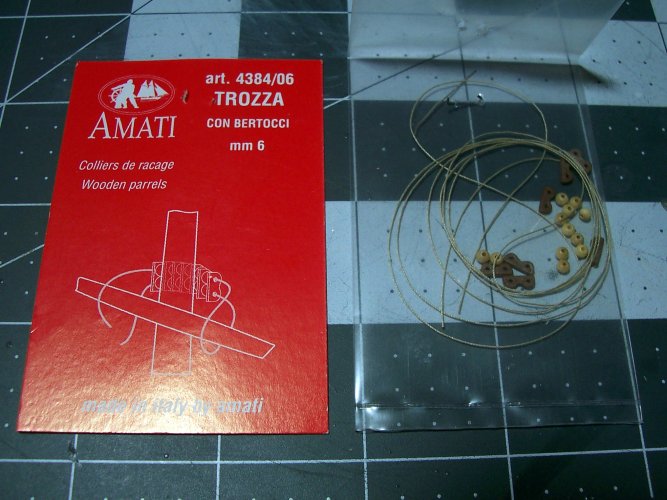 art. 4384/06
TROZZA
CON BERTOCCI
mm 6
AMATI
Colliers de racage
Wooden parrels
made in italy by amati